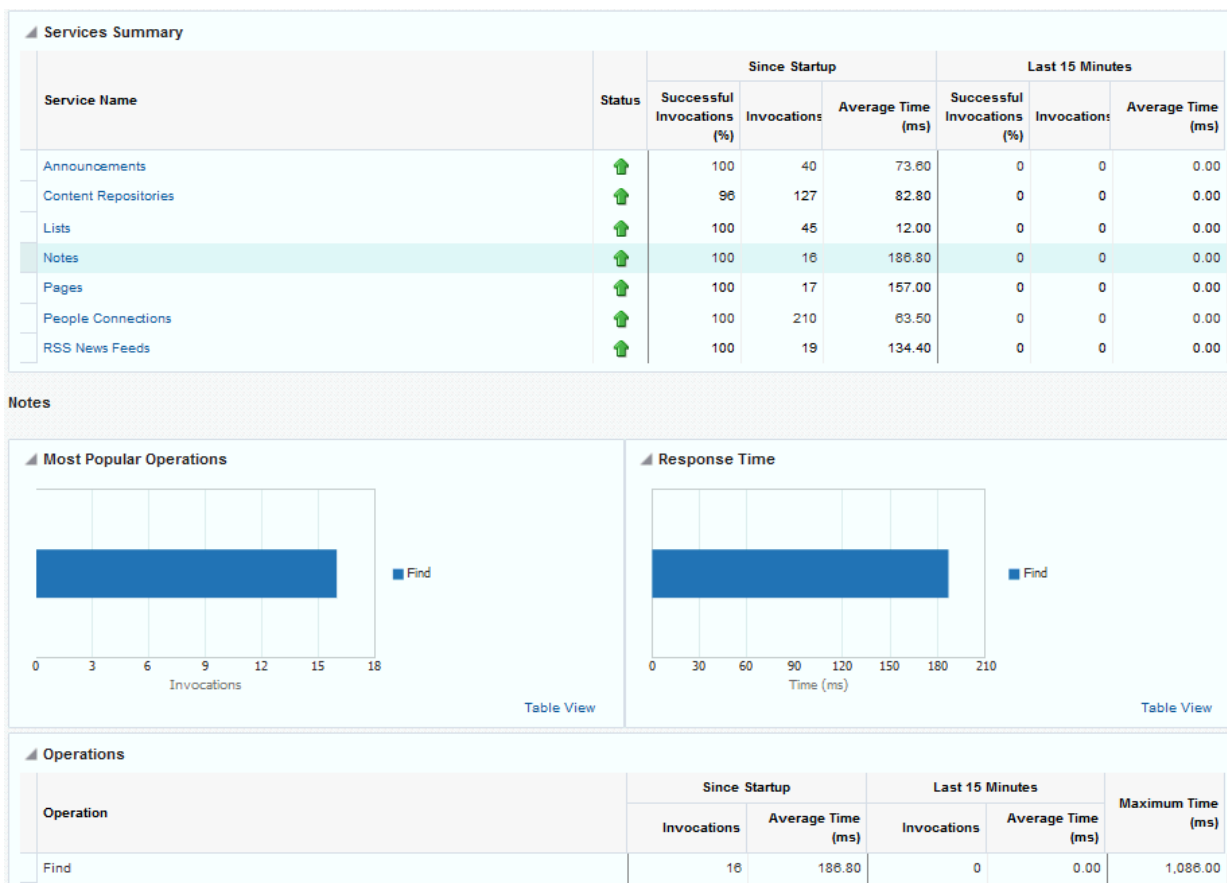 Services Summary
Since Startup Last 15 Minutes
Service Name Status Successful Invocations (%) Invocations Average Time (ms) Successful Invocations (%) Invocations Average Time (ms)
Announcements 100 40 73.60 0 0 0.00
Content Repositories 96 127 82.80 0 0 0.00
Lists 100 45 12.00 0 0 0.00
Notes 100 16 186.80 0 0 0.00
Pages 100 17 157.00 0 0 0.00
People Connections 100 210 63.50 0 0 0.00
RSS News Feeds 100 19 134.40 0 0 0.00
Notes
Most Popular Operations
Find
0 3 6 9 12 15 18
Invocations
Table View
Response Time
Find
0 30 60 90 120 150 180 210
Time (ms)
Table View
Operations
Since Startup Last 15 Minutes
Operation Invocations Average Time (ms) Invocations Average Time (ms) Maximum Time (ms)
Find 16 186.80 0 0.00 1,086.00